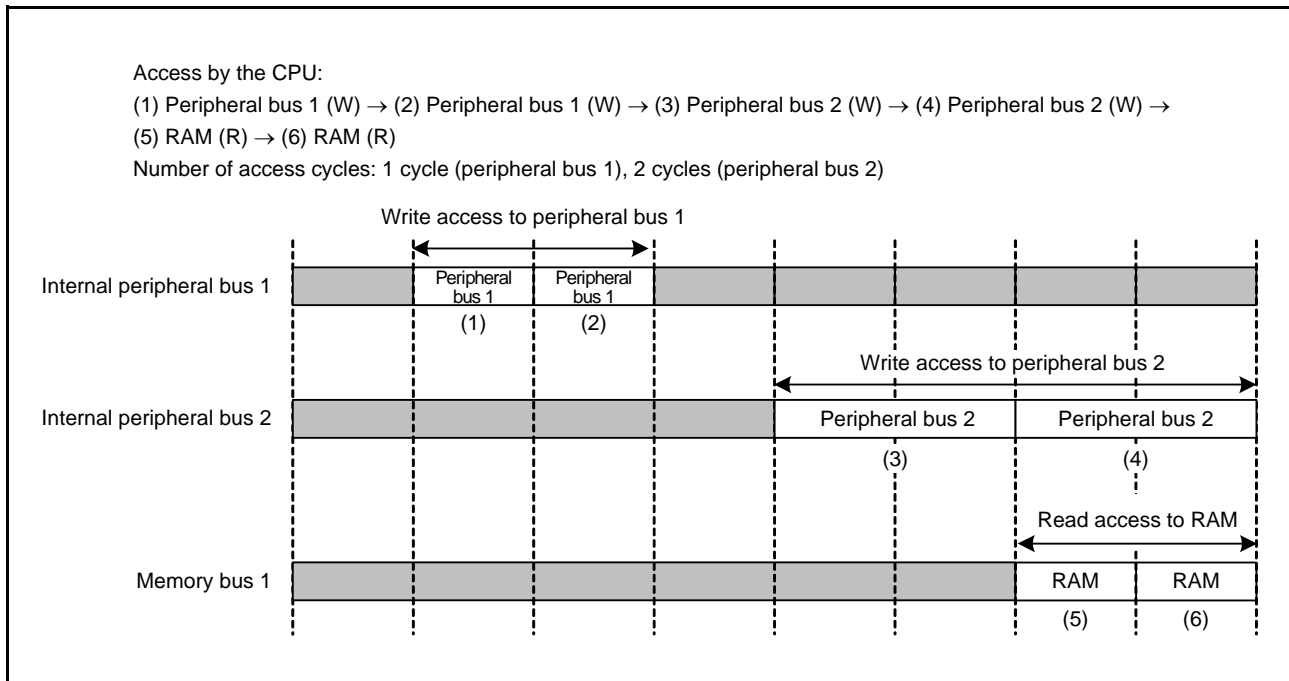 Access by the CPU:
(1) Peripheral bus 1 (W) → (2) Peripheral bus 1 (W) → (3) Peripheral bus 2 (W) → (4) Peripheral bus 2 (W) →
(5) RAM (R) → (6) RAM (R)
Number of access cycles: 1 cycle (peripheral bus 1), 2 cycles (peripheral bus 2)
Write access to peripheral bus 1
Internal peripheral bus 1
Peripheral
bus 1
Peripheral
bus 1
(1)
(2)
Write access to peripheral bus 2
Internal peripheral bus 2
Peripheral bus 2
Peripheral bus 2
(3)
(4)
Read access to RAM
Memory bus 1
RAM
RAM
(5)
(6)